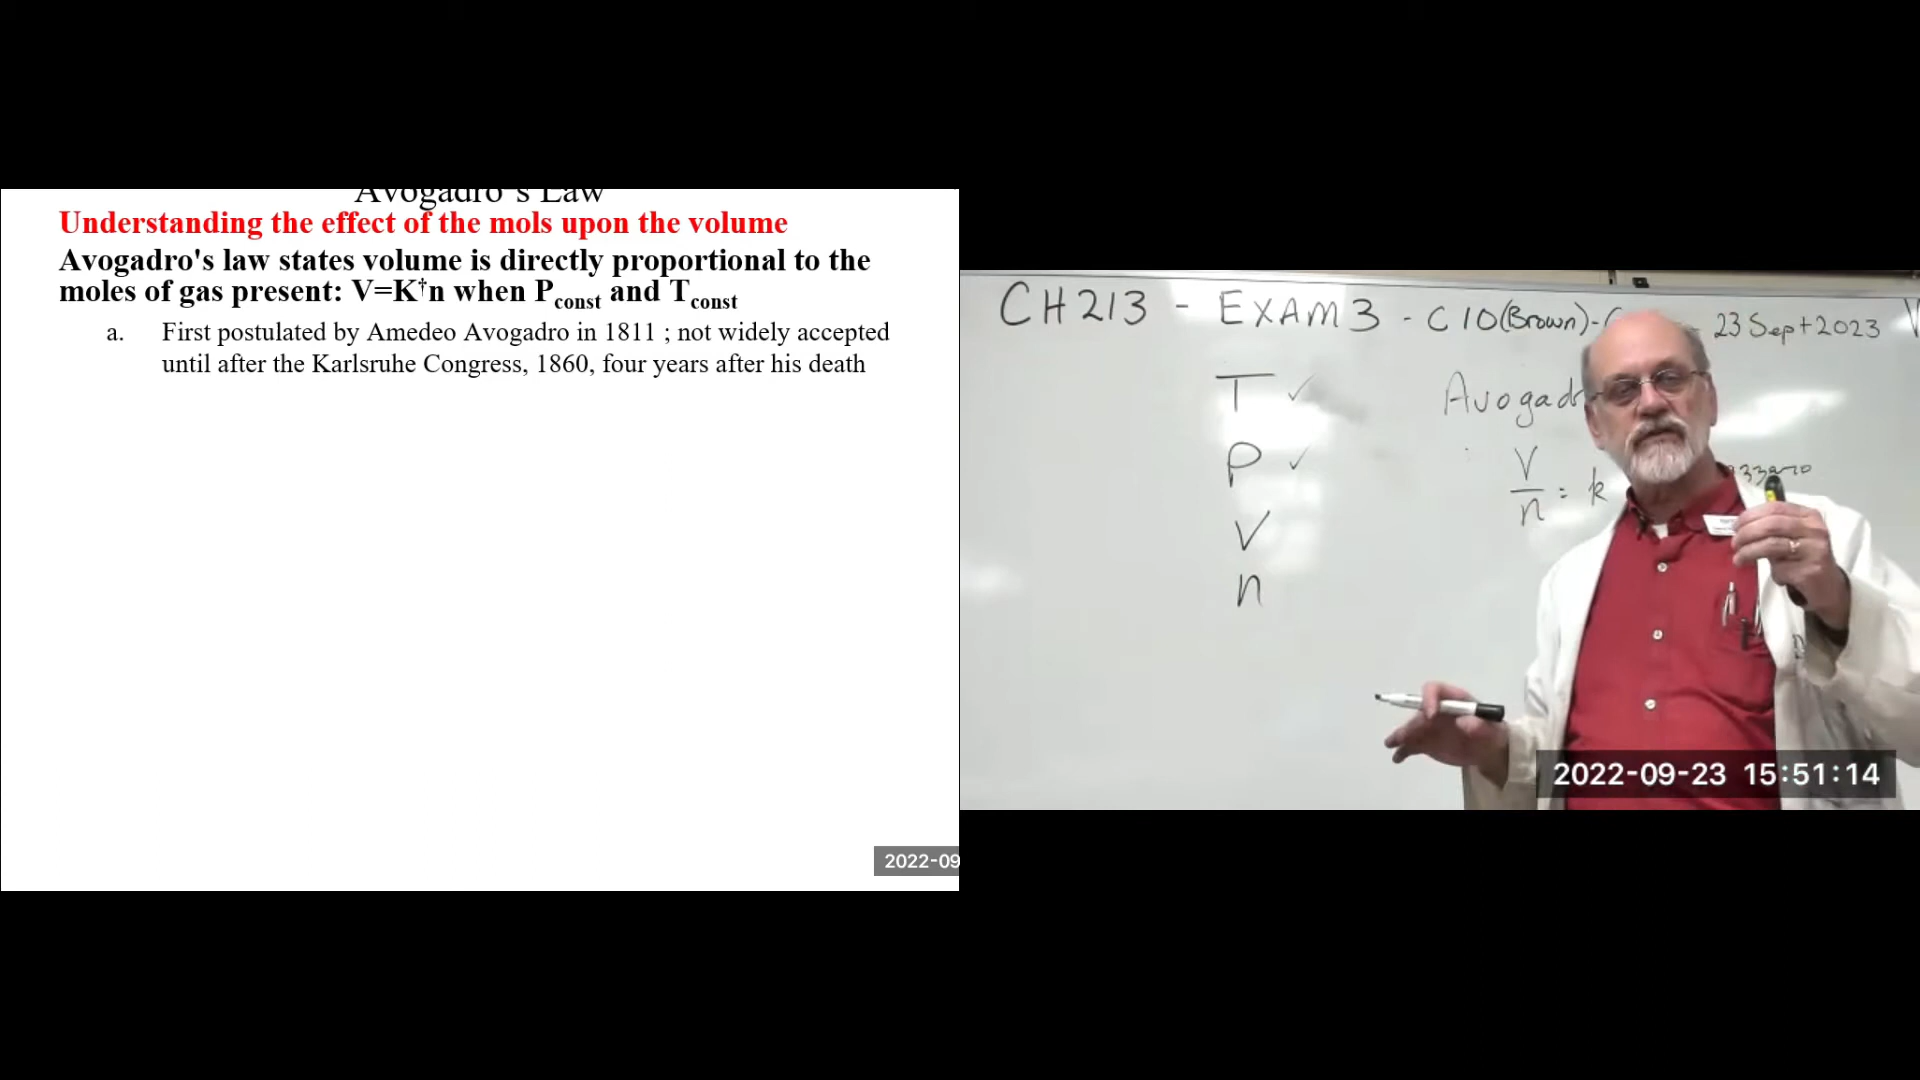 Avogadro's Law
Understanding the effect of the mols upon the volume
Avogadro's law states volume is directly proportional to the
moles of gas present: V=K†n when Pconst and Tconst
a. First postulated by Amedeo Avogadro in 1811 ; not widely accepted
until after the Karlsruhe Congress, 1860, four years after his death
2022-09
CH213 - EXAM 3 - C10(Brown)- 23 Sept 2023
T ✓
P ✓
V
n
Avogadr
V
n = k
2022-09-23 15:51:14